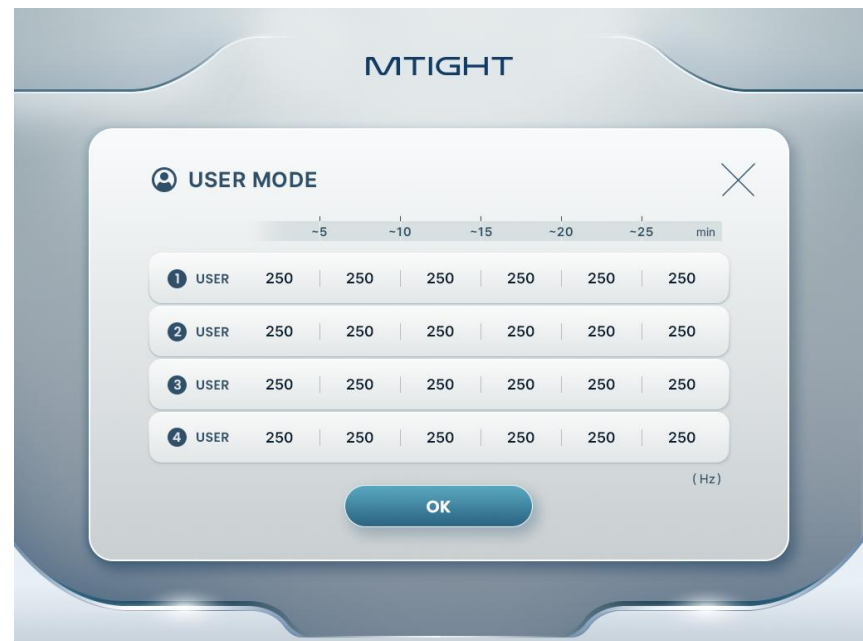 MTIGHT
USER MODE
~5 ~10 ~15 ~20 ~25 min
1 USER 250 250 250 250 250 250
2 USER 250 250 250 250 250 250
3 USER 250 250 250 250 250 250
4 USER 250 250 250 250 250 250
(Hz)
OK